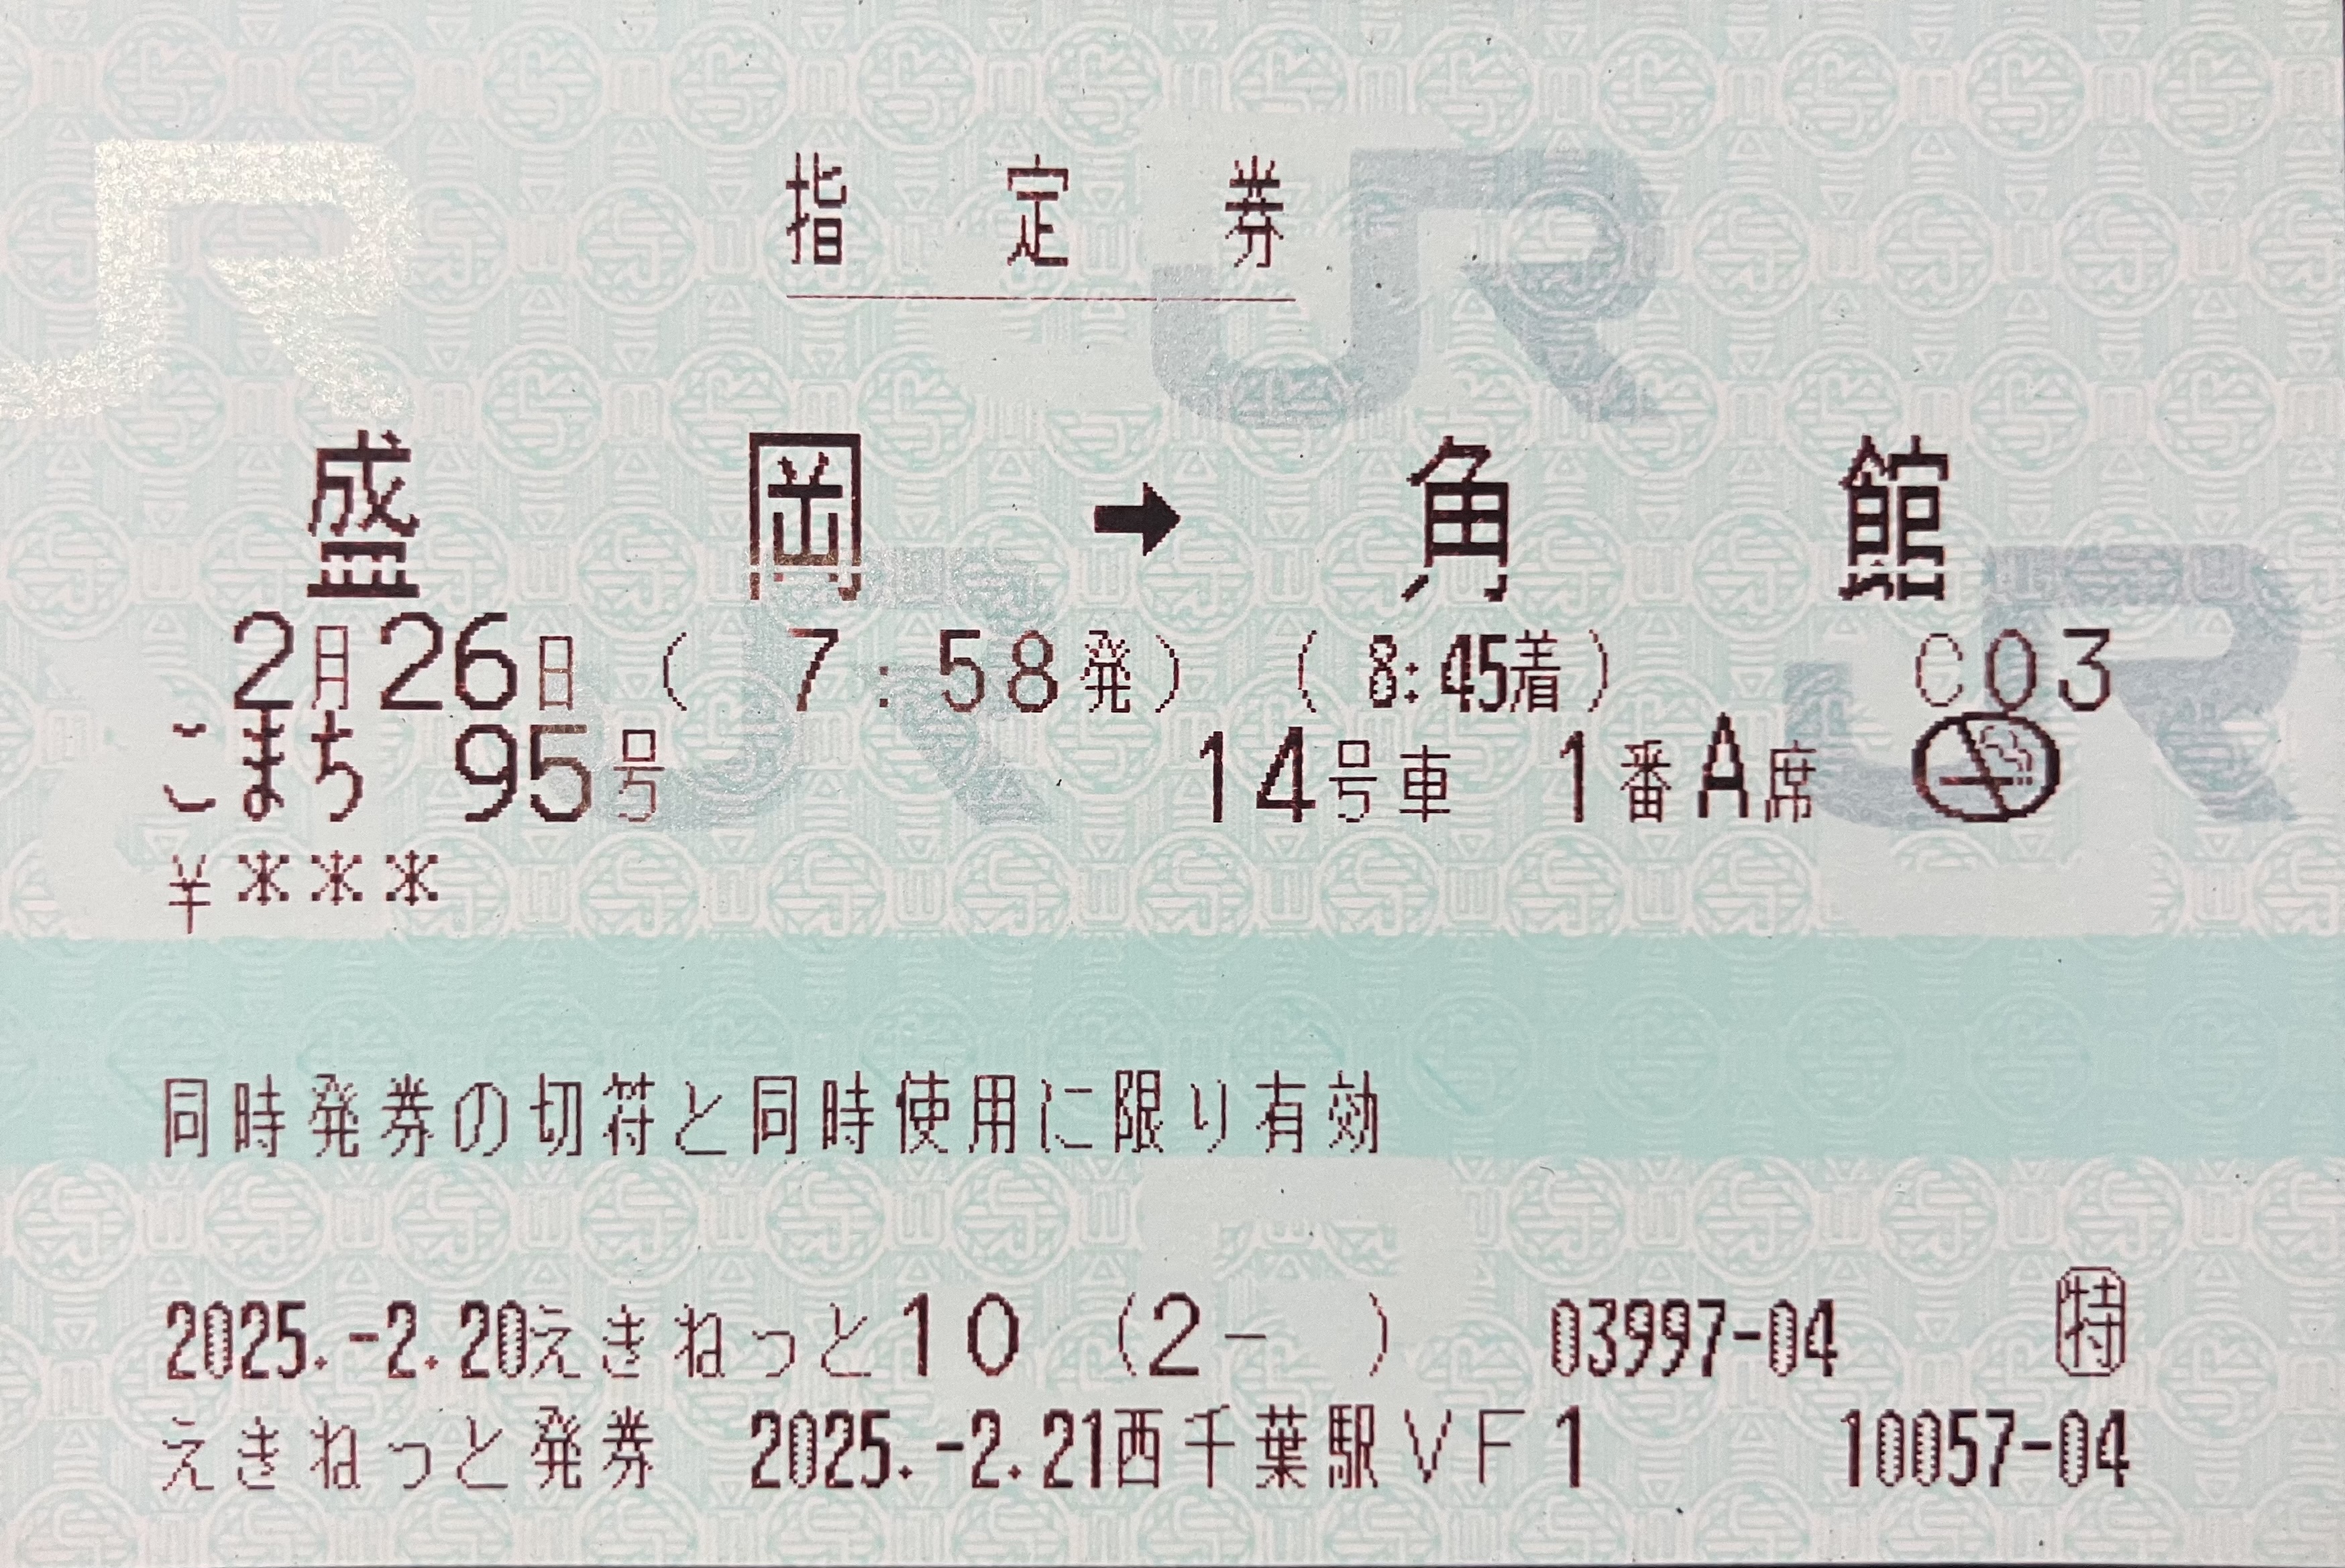 指定券
盛岡➡角館
2月26日 ( 7:58発) ( 8:45着) C03
こまち 95号 14号車 1番A席
¥***
同時発券の切符と同時使用に限り有効
2025.-2.20えきねっと10 (2- ) 03997-04 特
えきねっと発券 2025.-2.21西千葉駅VF1 10057-04